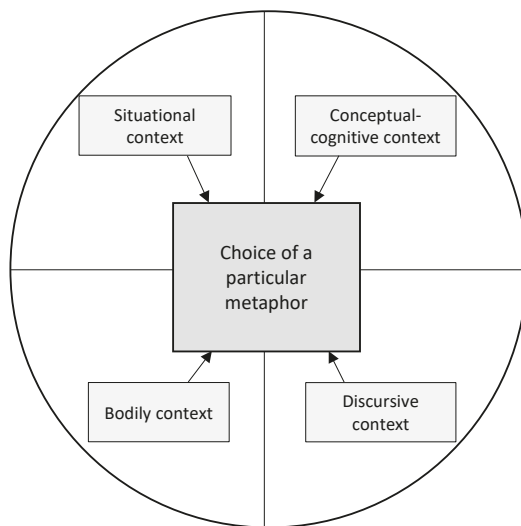 Situational
context
Conceptual-
cognitive context
Choice of a
particular
metaphor
Bodily context
Discursive
context